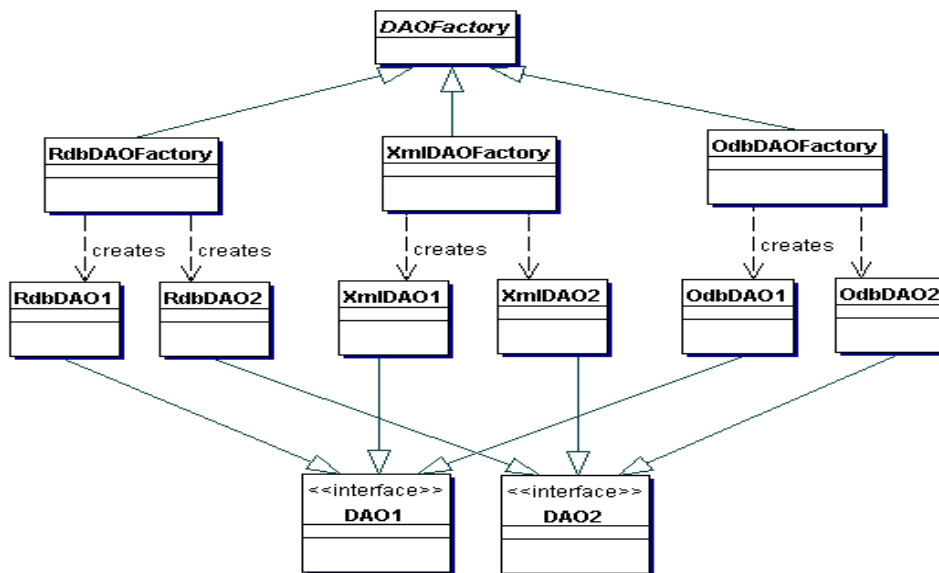 DAOFactory
RdbDAOFactory
XmlDAOFactory
OdbDAOFactory
creates
creates
creates
creates
RdbDAO1
RdbDAO2
XmlDAO1
XmlDAO2
OdbDAO1
OdbDAO2
<<interface>>
DAO1
<<interface>>
DAO2